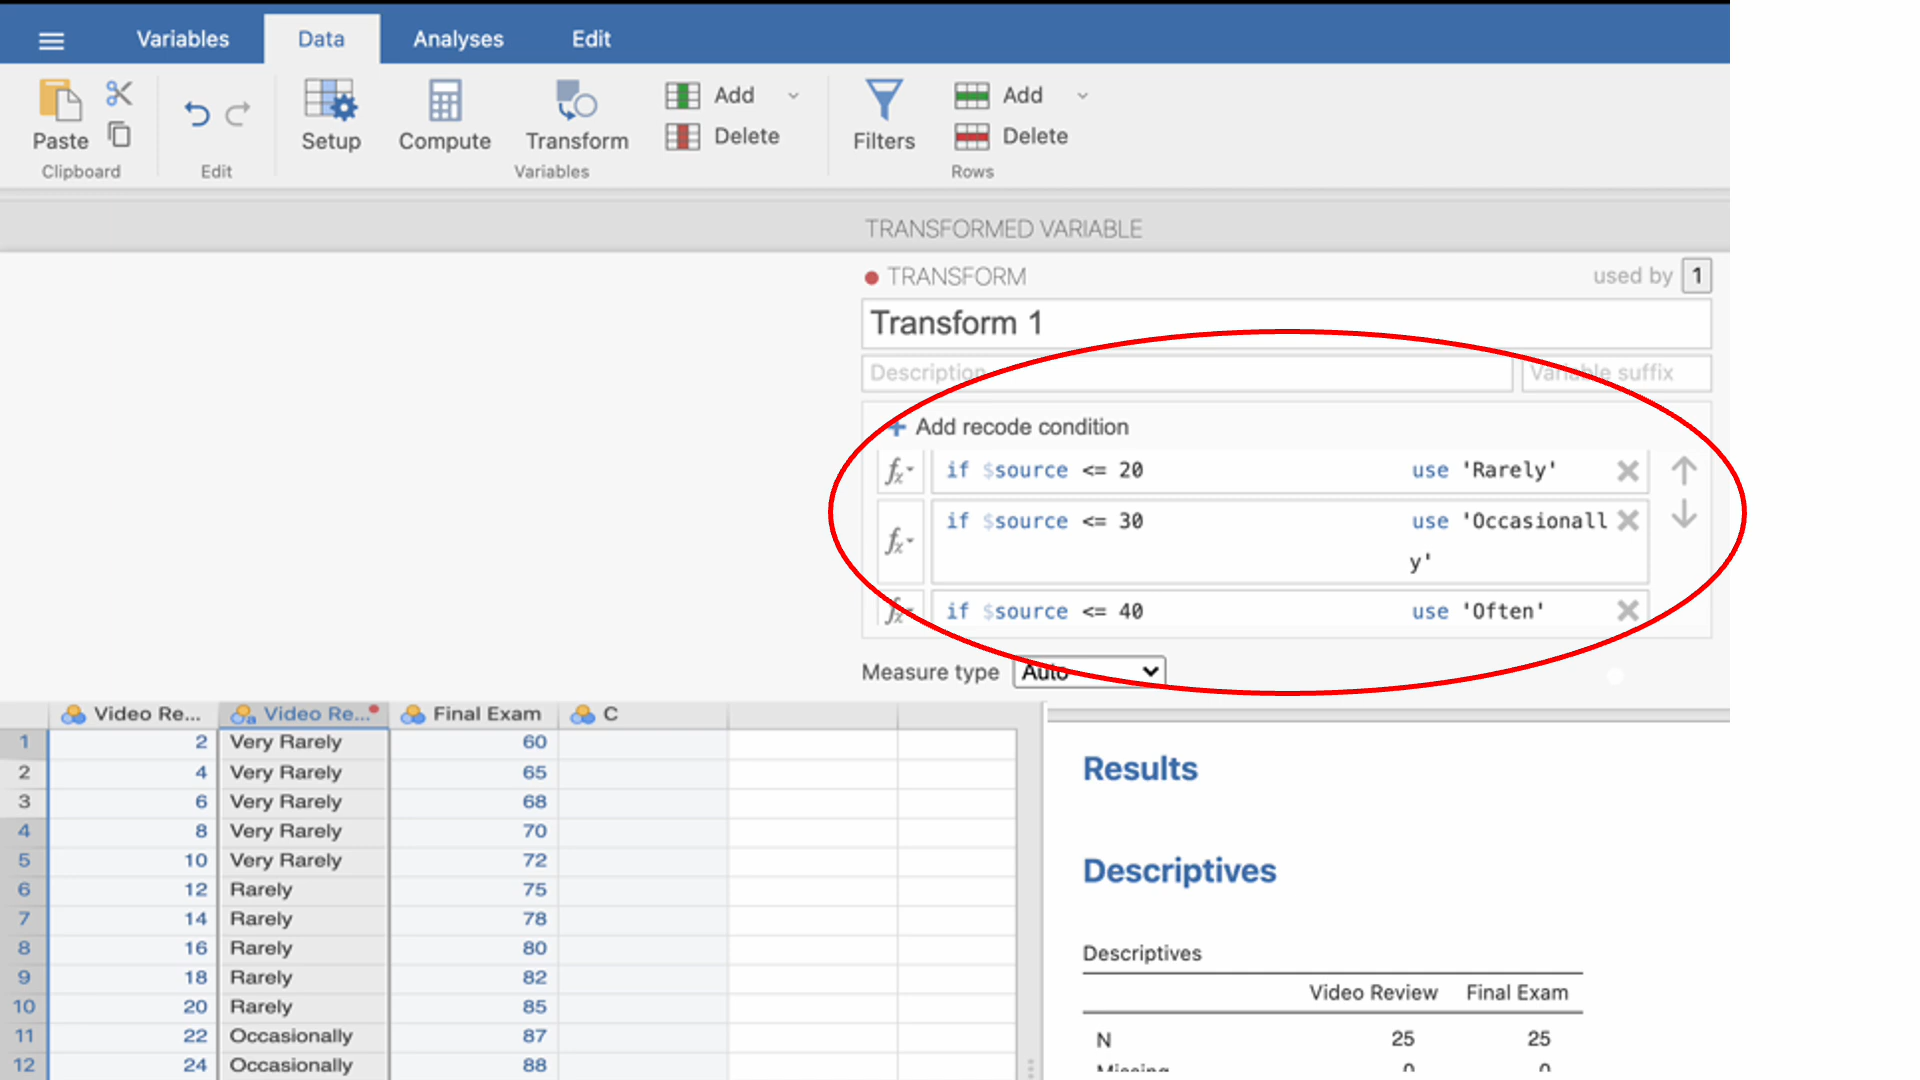 Variables Data Analyses Edit
Paste
Clipboard
Edit
Setup
Compute
Transform
Add
Delete
Variables
Filters
Add
Delete
Rows
TRANSFORMED VARIABLE
TRANSFORM used by 1
Transform 1
Description Variable suffix
+ Add recode condition
fx if $source <= 20 use 'Rarely'
fx if $source <= 30 use 'Occasionall
y'
fx if $source <= 40 use 'Often'
Measure type Auto
Video Re... Video Re... Final Exam C
1 2 Very Rarely 60
2 4 Very Rarely 65
3 6 Very Rarely 68
4 8 Very Rarely 70
5 10 Very Rarely 72
6 12 Rarely 75
7 14 Rarely 78
8 16 Rarely 80
9 18 Rarely 82
10 20 Rarely 85
11 22 Occasionally 87
12 24 Occasionally 88
Results
Descriptives
Descriptives
Video Review Final Exam
N 25 25
Missing 0 0